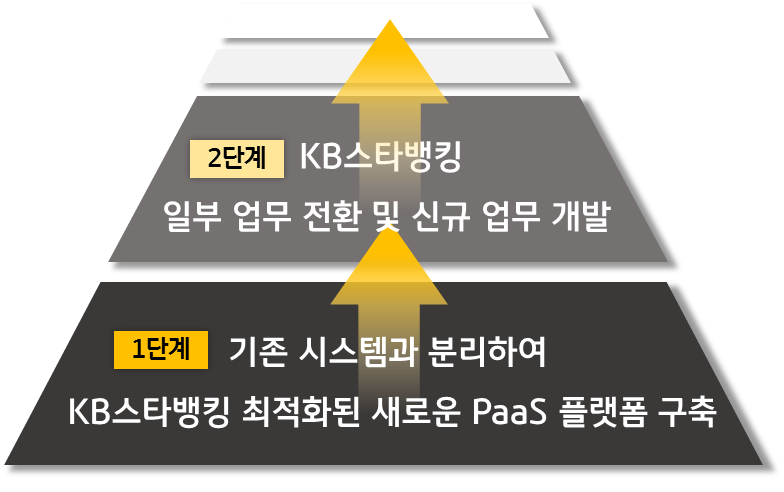 2단계 KB스타뱅킹
일부 업무 전환 및 신규 업무 개발
1단계 기존 시스템과 분리하여
KB스타뱅킹 최적화된 새로운 PaaS 플랫폼 구축